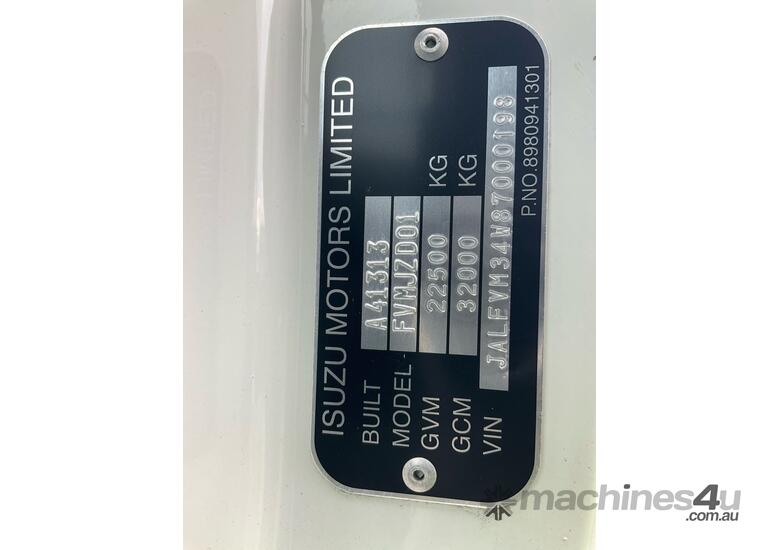 ISUZU MOTORS LIMITED
BUILT A41313
MODEL FVMJZD01
GVM 22500 KG
GCM 32000 KG
VIN JALFVM34W87000198
P.NO.8980941301
machines4u
.com.au